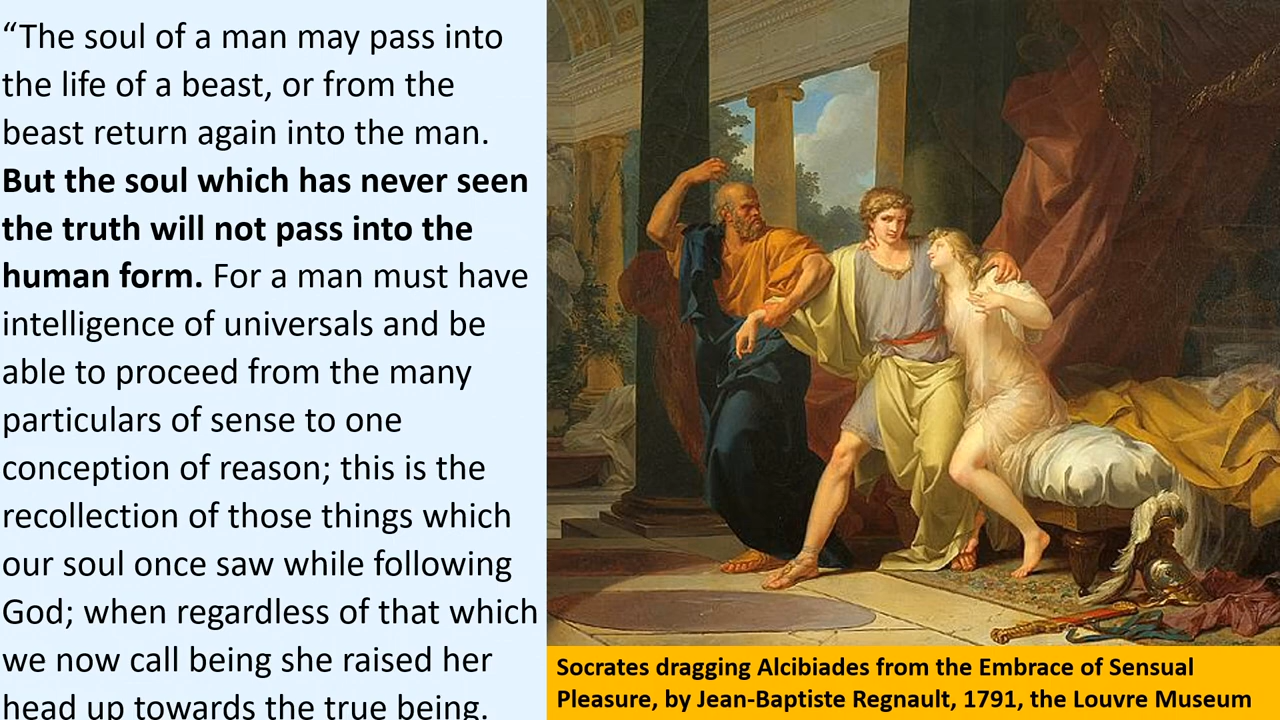 “The soul of a man may pass into
the life of a beast, or from the
beast return again into the man.
But the soul which has never seen
the truth will not pass into the
human form. For a man must have
intelligence of universals and be
able to proceed from the many
particulars of sense to one
conception of reason; this is the
recollection of those things which
our soul once saw while following
God; when regardless of that which
we now call being she raised her
head up towards the true being.
Socrates dragging Alcibiades from the Embrace of Sensual
Pleasure, by Jean-Baptiste Regnault, 1791, the Louvre Museum